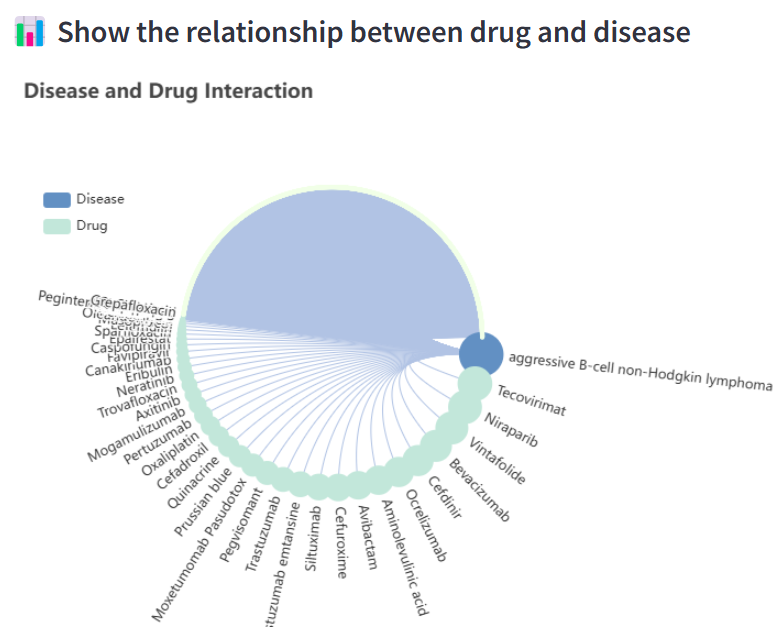 Show the relationship between drug and disease
Disease and Drug Interaction
Disease
Drug
Grepafloxacin
Sparfloxacin
Epalrestat
Caspofungin
Favipiravir
Canakinumab
Eribulin
Neratinib
Trovafloxacin
Axitinib
Mogamulizumab
Pertuzumab
Oxaliplatin
Cefadroxil
Quinacrine
Prussian blue
Moxetumomab Pasudotox
Pegvisomant
Trastuzumab
stuzumab emtansine
Siltuximab
Cefuroxime
Avibactam
Aminolevulinic acid
Ocrelizumab
Cefdinir
Bevacizumab
Vintafolide
Niraparib
Tecovirimat
aggressive B-cell non-Hodgkin lymphoma